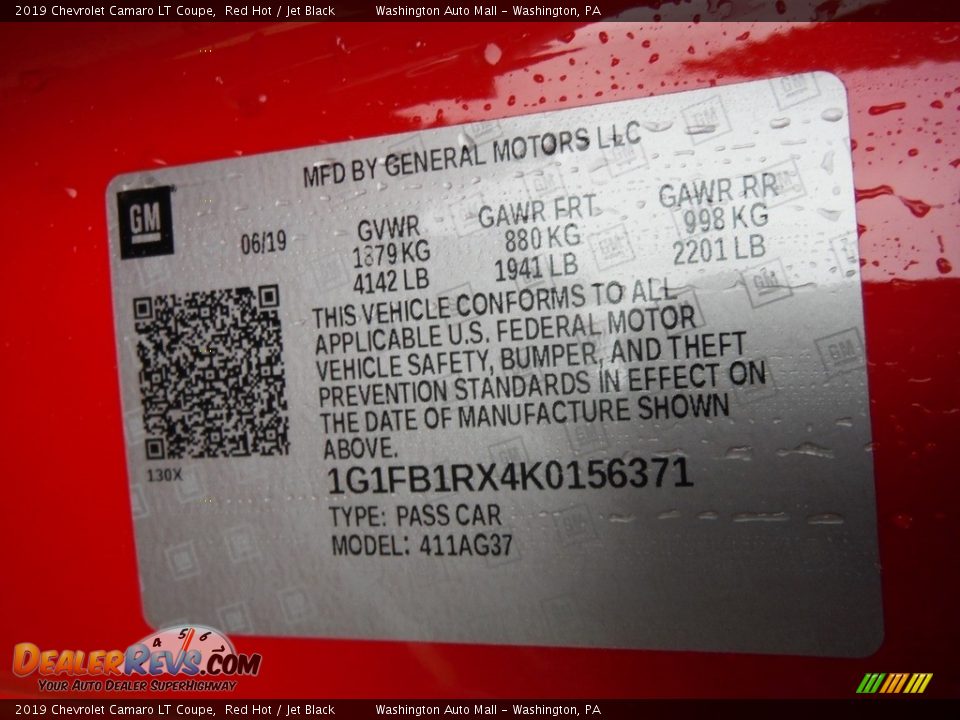 2019 Chevrolet Camaro LT Coupe,  Red Hot / Jet Black  Washington Auto Mall – Washington, PA
MFD BY GENERAL MOTORS LLC
GM
06/19
GVWR
1879 KG
4142 LB
GAWR FRT
880 KG
1941 LB
GAWR RR
998 KG
2201 LB
THIS VEHICLE CONFORMS TO ALL
APPLICABLE U.S. FEDERAL MOTOR
VEHICLE SAFETY, BUMPER, AND THEFT
PREVENTION STANDARDS IN EFFECT ON
THE DATE OF MANUFACTURE SHOWN
ABOVE.
130X
1G1FB1RX4K0156371
TYPE: PASS CAR
MODEL: 411AG37
4 5 6
DEALERREVS.COM
YOUR AUTO DEALER SUPERHIGHWAY
2019 Chevrolet Camaro LT Coupe,  Red Hot / Jet Black  Washington Auto Mall – Washington, PA